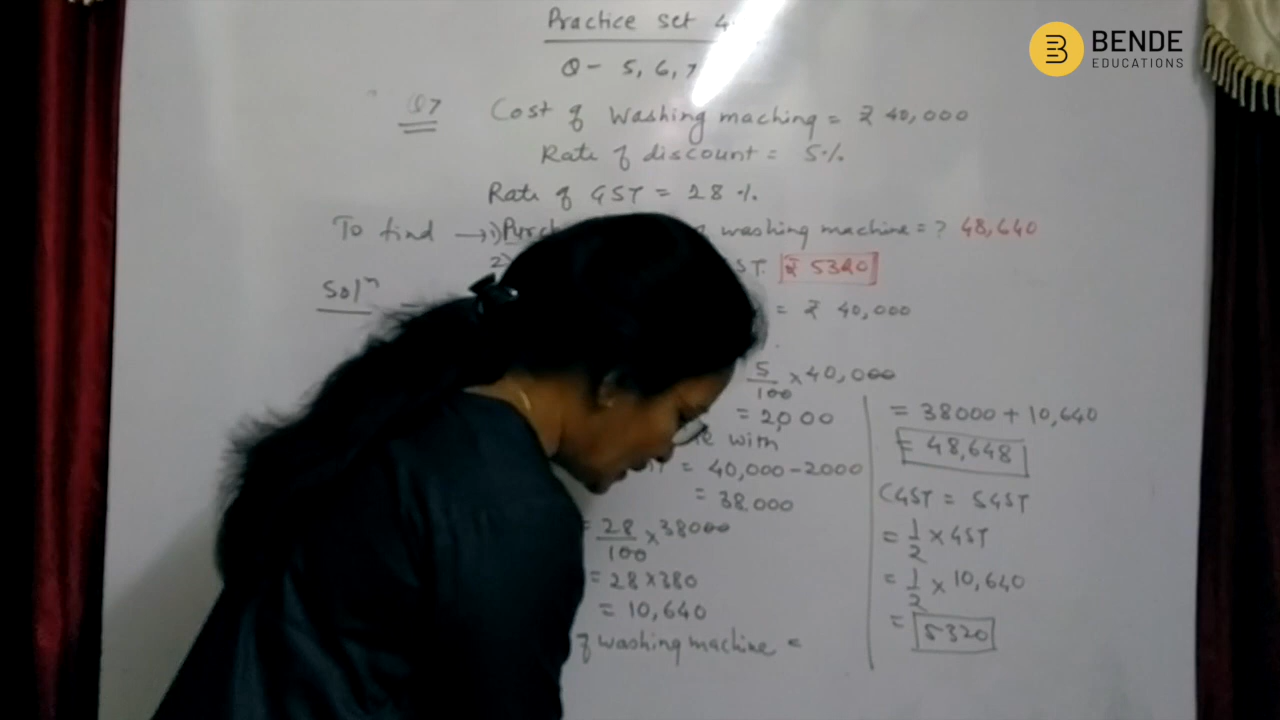 Practice set 4.
BENDE
EDUCATIONS
Q - 5, 6, 7
Q7 Cost of Washing maching = ₹ 40,000
Rate of discount = 5 %
Rate of GST = 28 %
To find → 1) washing machine = ? 48,640
2) ₹ 5320
Solⁿ = ₹ 40,000
5/100 × 40,000
= 2,000
with
= 40,000 - 2000
= 38,000
= 28/100 × 38000
= 28 × 380
= 10,640
of washing machine =
= 38000 + 10,640
= 48,648
CGST = SGST
= 1/2 × GST
= 1/2 × 10,640
= 5320